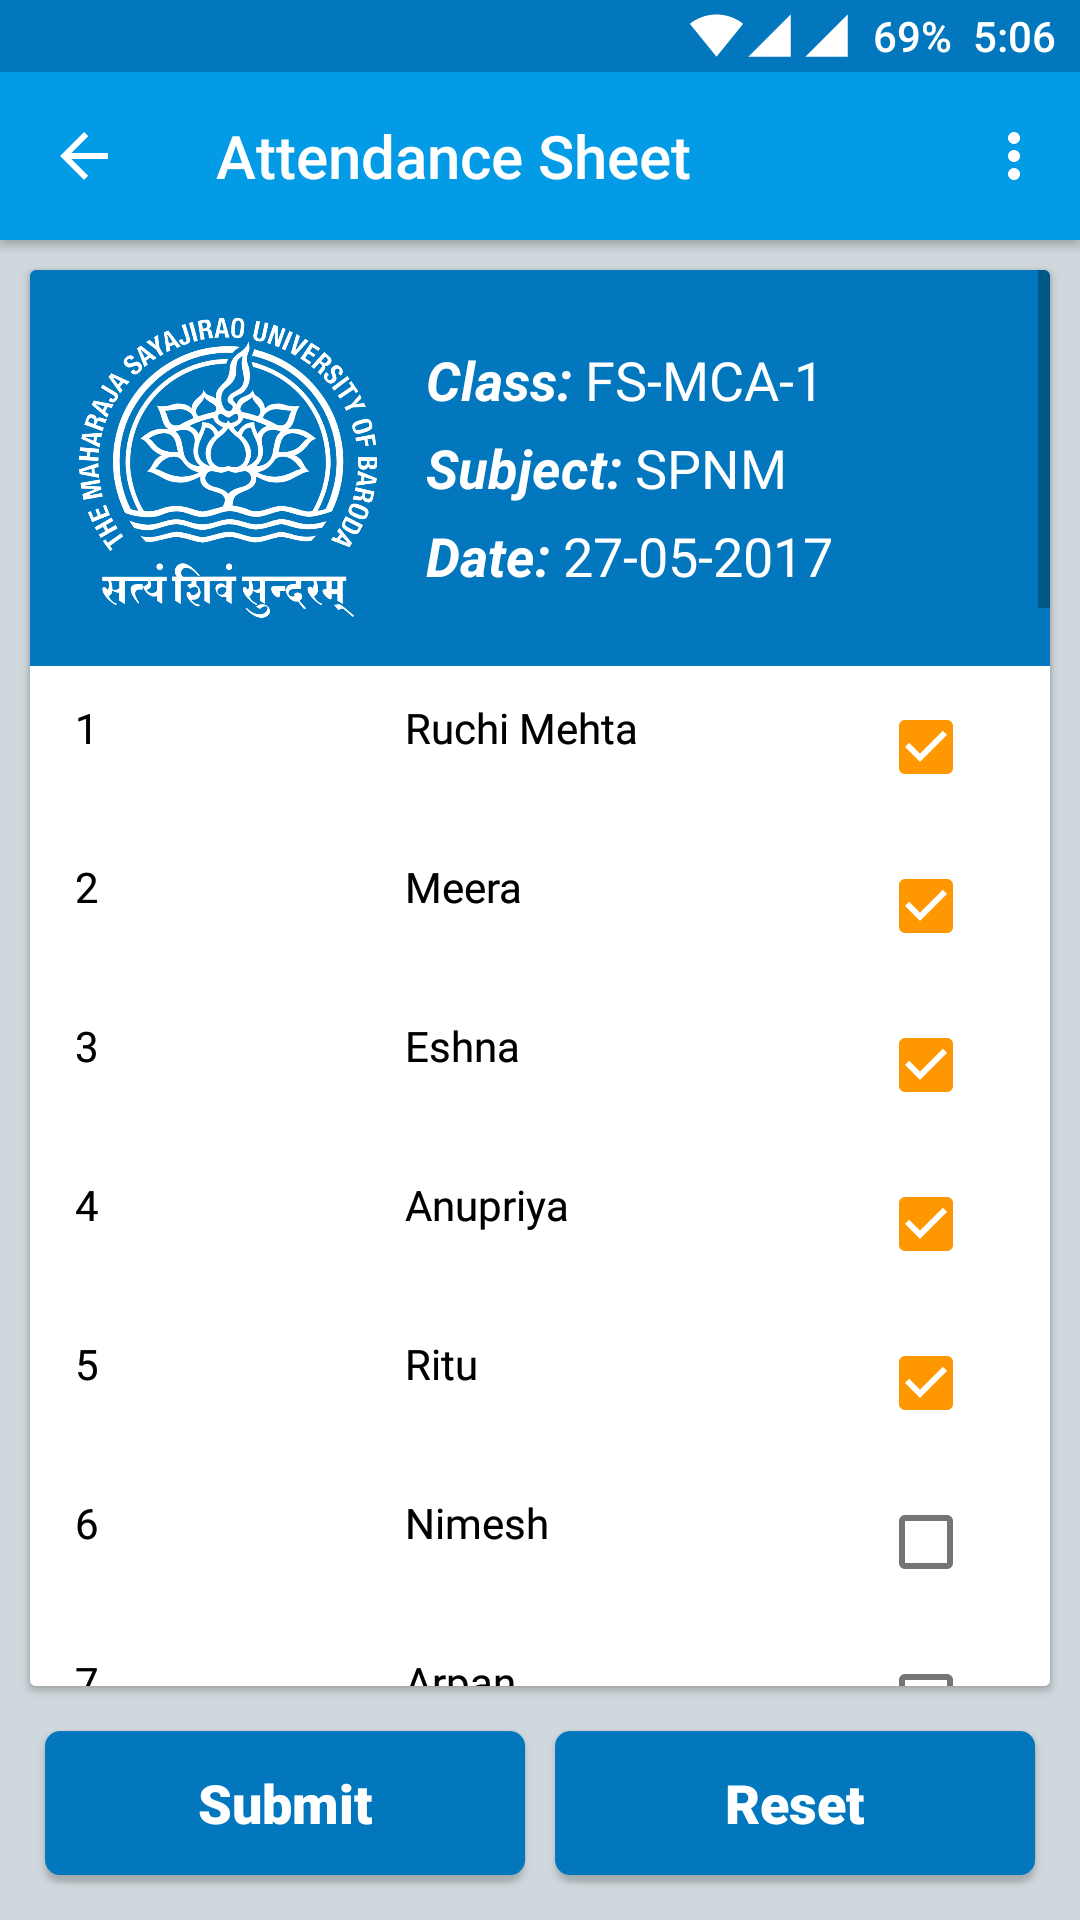 69% 5:06
Attendance Sheet
THE MAHARAJA SAYAJIRAO UNIVERSITY OF BARODA
सत्यं शिवं सुन्दरम्
Class: FS-MCA-1
Subject: SPNM
Date: 27-05-2017
1 Ruchi Mehta
2 Meera
3 Eshna
4 Anupriya
5 Ritu
6 Nimesh
7 Arpan
Submit Reset